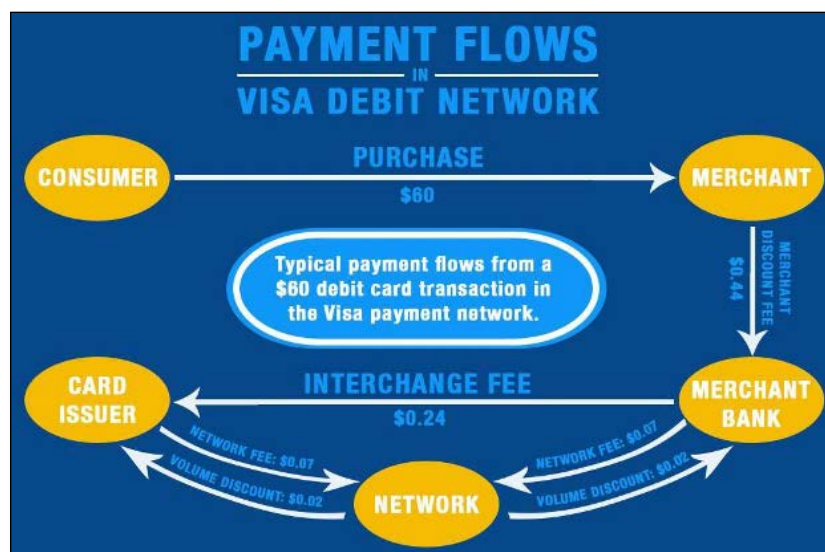 PAYMENT FLOWS
IN
VISA DEBIT NETWORK
CONSUMER
PURCHASE
$60
MERCHANT
Typical payment flows from a
$60 debit card transaction in
the Visa payment network.
MERCHANT
DISCOUNT FEE
$0.44
CARD
ISSUER
INTERCHANGE FEE
$0.24
MERCHANT
BANK
NETWORK FEE: $0.07
VOLUME DISCOUNT: $0.02
NETWORK
NETWORK FEE: $0.07
VOLUME DISCOUNT: $0.02